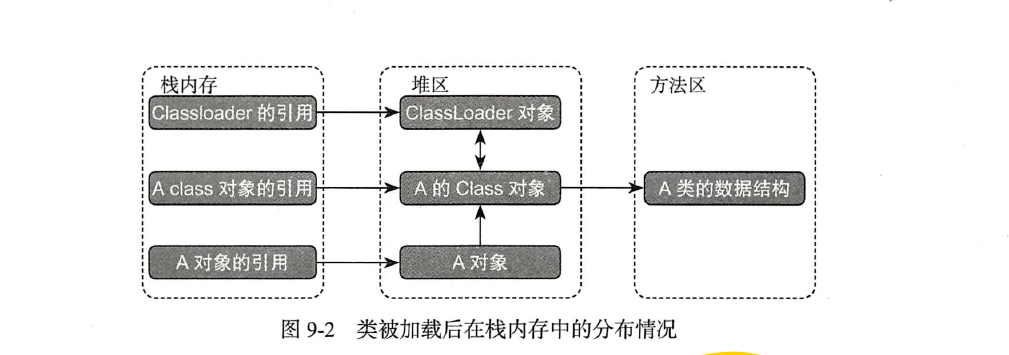 栈内存
堆区
方法区
Classloader 的引用
ClassLoader 对象
A class 对象的引用
A 的 Class 对象
A 类的数据结构
A 对象的引用
A 对象
图 9-2 类被加载后在栈内存中的分布情况